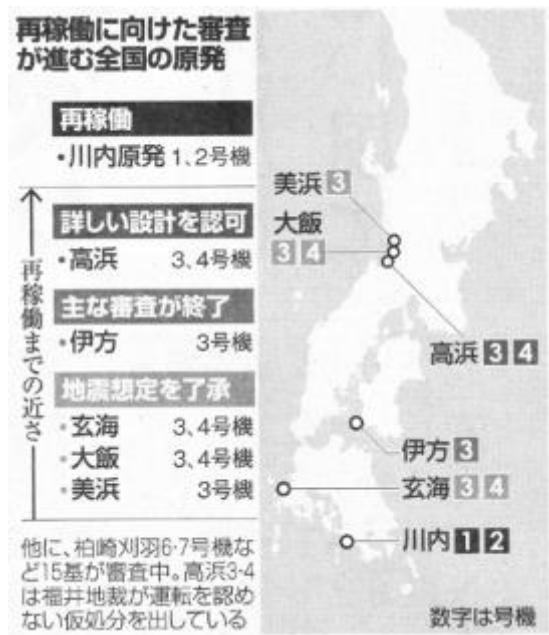 再稼働に向けた審査
が進む全国の原発
再稼働
・川内原発 1、2号機
詳しい設計を認可
・高浜 3、4号機
主な審査が終了
・伊方 3号機
地震想定を了承
・玄海 3、4号機
・大飯 3、4号機
・美浜 3号機
再稼働までの近さ
他に、柏崎刈羽6・7号機な
ど15基が審査中。高浜3・4
は福井地裁が運転を認め
ない仮処分を出している
美浜 3
大飯
3 4
高浜 3 4
伊方 3
玄海 3 4
川内 1 2
数字は号機